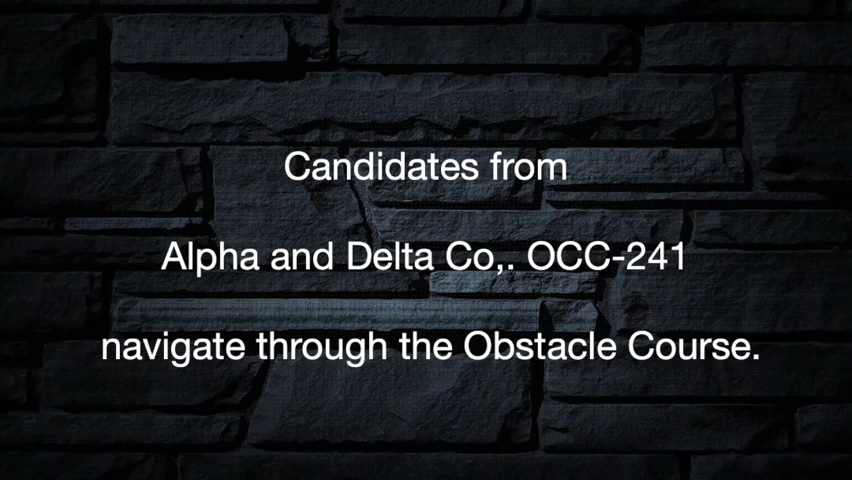 Candidates from
Alpha and Delta Co,. OCC-241
navigate through the Obstacle Course.